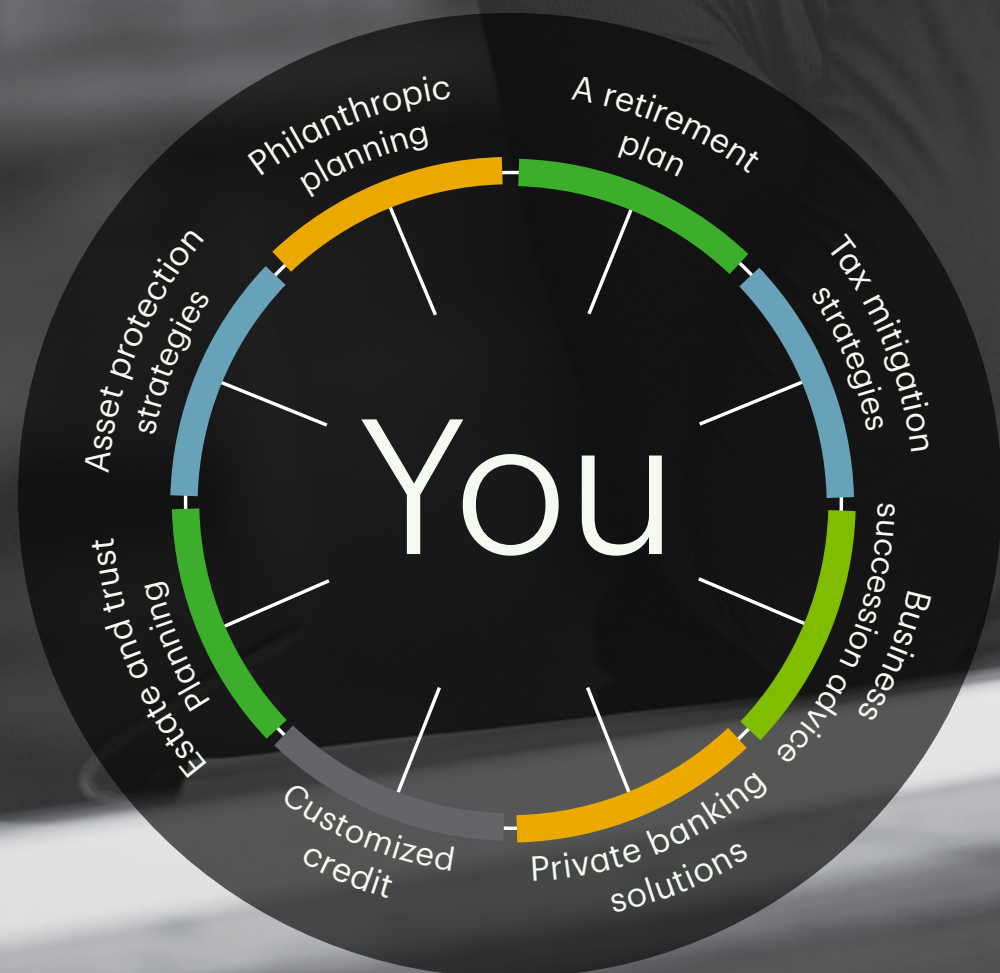 A retirement
plan
Tax mitigation
strategies
Business
succession advice
Private banking
solutions
Customized
credit
Estate and trust
Planning
Asset protection
strategies
Philanthropic
planning
You